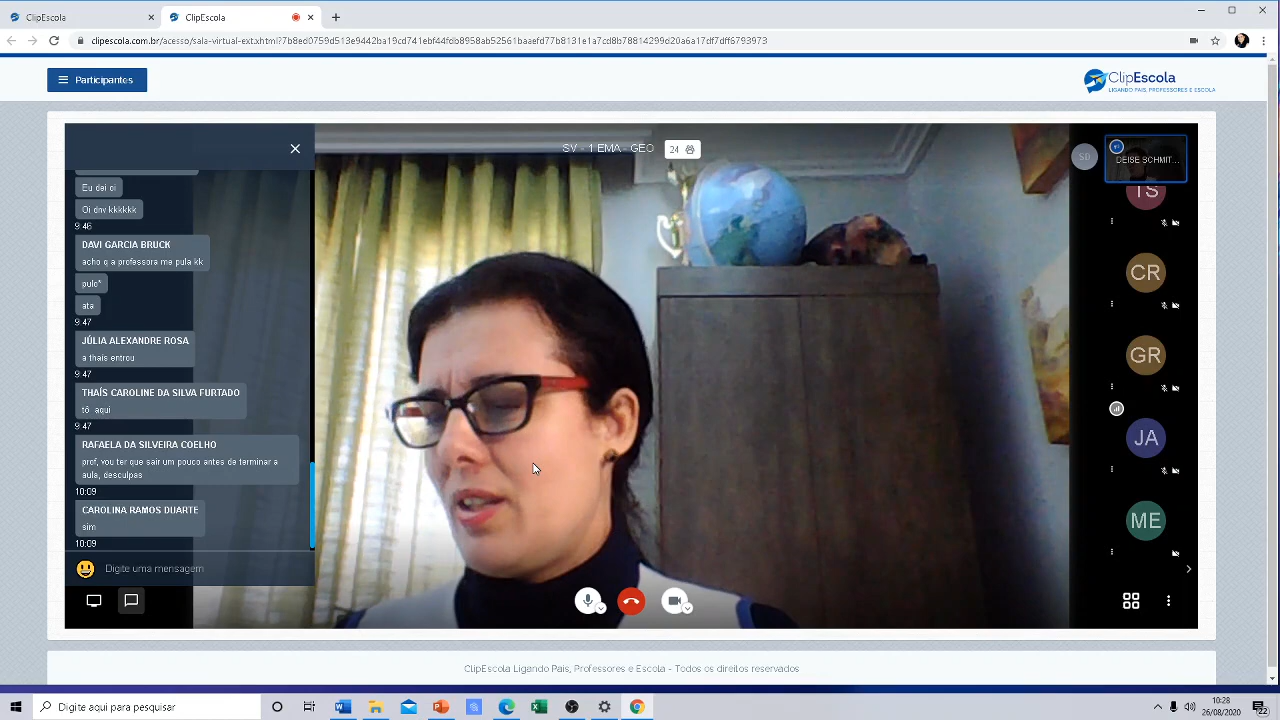 ClipEscola
ClipEscola
clipescola.com.br/acesso/sala-virtual-ext.xhtml?7b8ed0759d513e9442ba19cd741ebf44fdb8958ab52561baaefd77b8131e1a7cd8b78814299d20a6a17df7dff6793973
Participantes
ClipEscola
LIGANDO PAIS, PROFESSORES E ESCOLA
SV - 1 EMA - GEO
24
SD
DEISE SCHMIT...
Eu dei oi
Oi dnv kkkkkk
9:46
DAVI GARCIA BRUCK
acho q a professora me pula kk
pulo*
ata
9:47
JÚLIA ALEXANDRE ROSA
a thaís entrou
9:47
THAÍS CAROLINE DA SILVA FURTADO
tô aqui
9:47
RAFAELA DA SILVEIRA COELHO
prof, vou ter que sair um pouco antes de terminar a
aula, desculpas
10:09
CAROLINA RAMOS DUARTE
sim
10:09
Digite uma mensagem
TS
CR
GR
JA
ME
ClipEscola Ligando Pais, Professores e Escola - Todos os direitos reservados
Digite aqui para pesquisar
10:28
26/08/2020
22